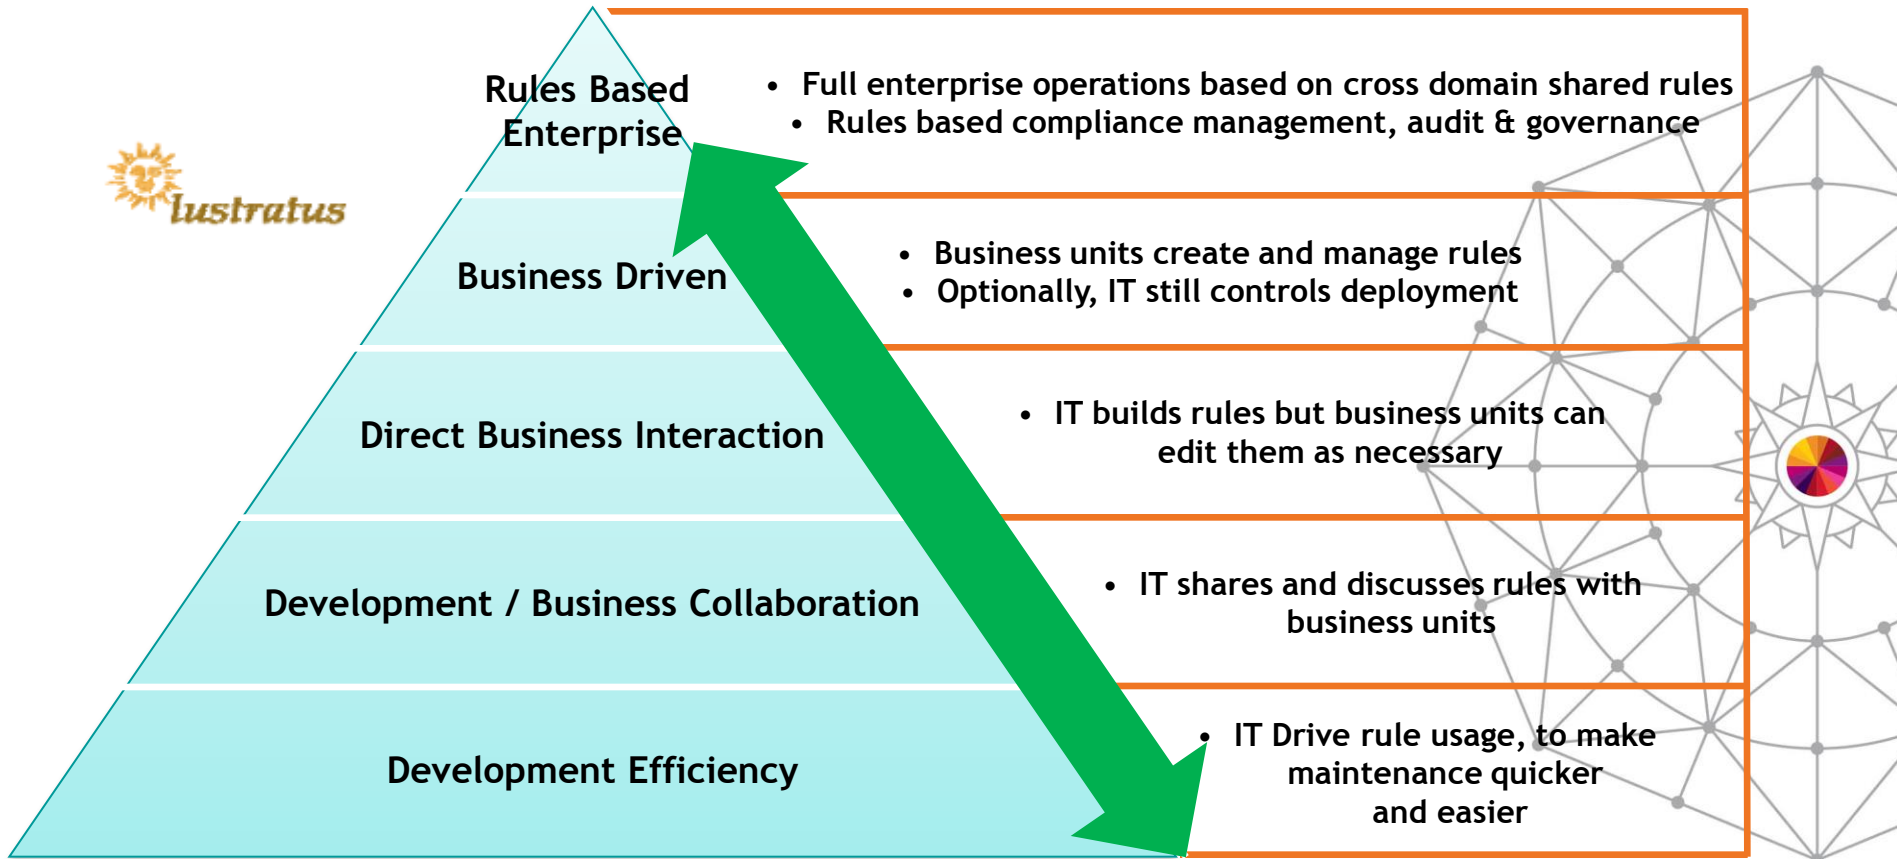 Rules Based
Enterprise
• Full enterprise operations based on cross domain shared rules
• Rules based compliance management, audit & governance
lustratus
Business Driven
• Business units create and manage rules
• Optionally, IT still controls deployment
Direct Business Interaction
• IT builds rules but business units can
edit them as necessary
Development / Business Collaboration
• IT shares and discusses rules with
business units
Development Efficiency
• IT Drive rule usage, to make
maintenance quicker
and easier